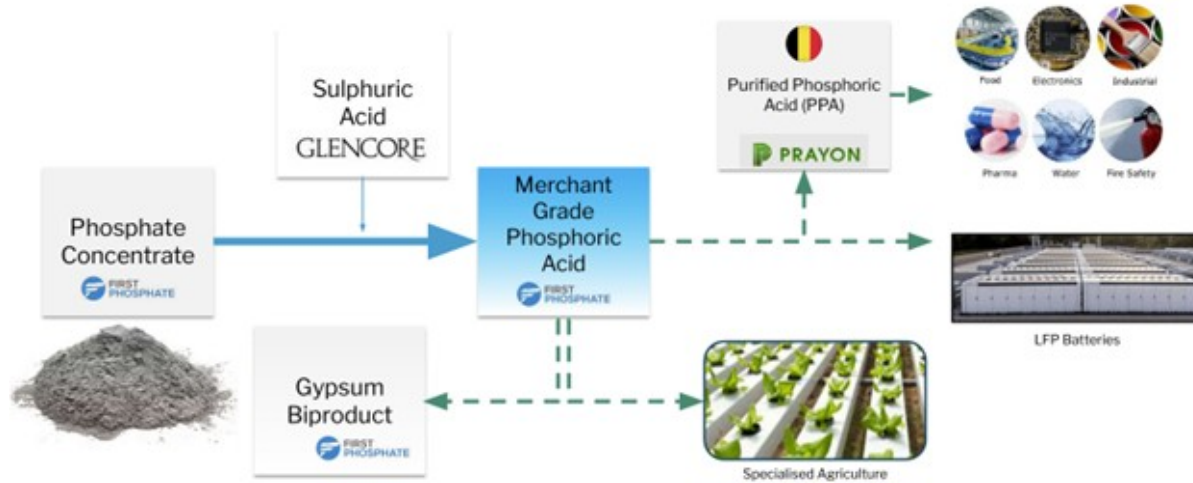 Sulphuric
Acid
GLENCORE
Phosphate
Concentrate
FIRST
PHOSPHATE
Merchant
Grade
Phosphoric
Acid
FIRST
PHOSPHATE
Purified Phosphoric
Acid (PPA)
PRAYON
Food
Electronics
Industrial
Pharma
Water
Fire Safety
LFP Batteries
Gypsum
Biproduct
FIRST
PHOSPHATE
Specialised Agriculture